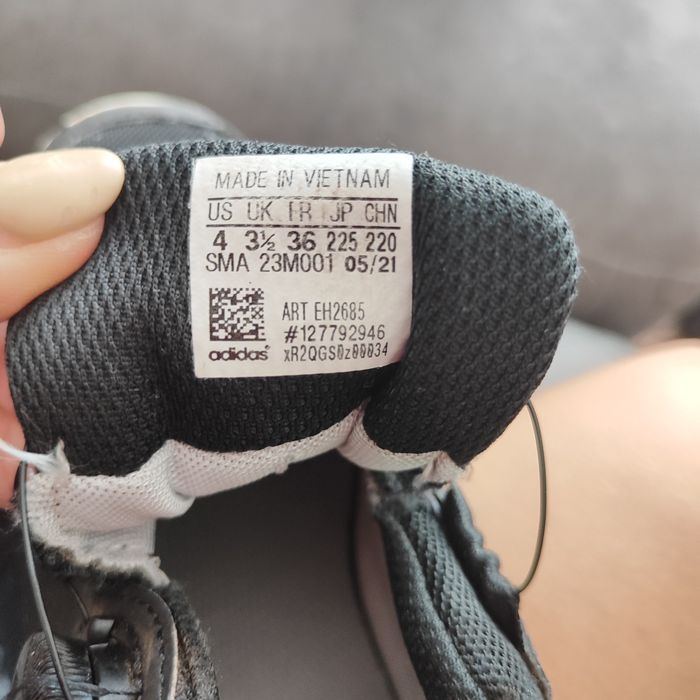 MADE IN VIETNAM
US UK FR JP CHN
4 3½ 36 225 220
SMA 23M001 05/21
ART EH2685
#127792946
adidas® xR2QGS0z00034